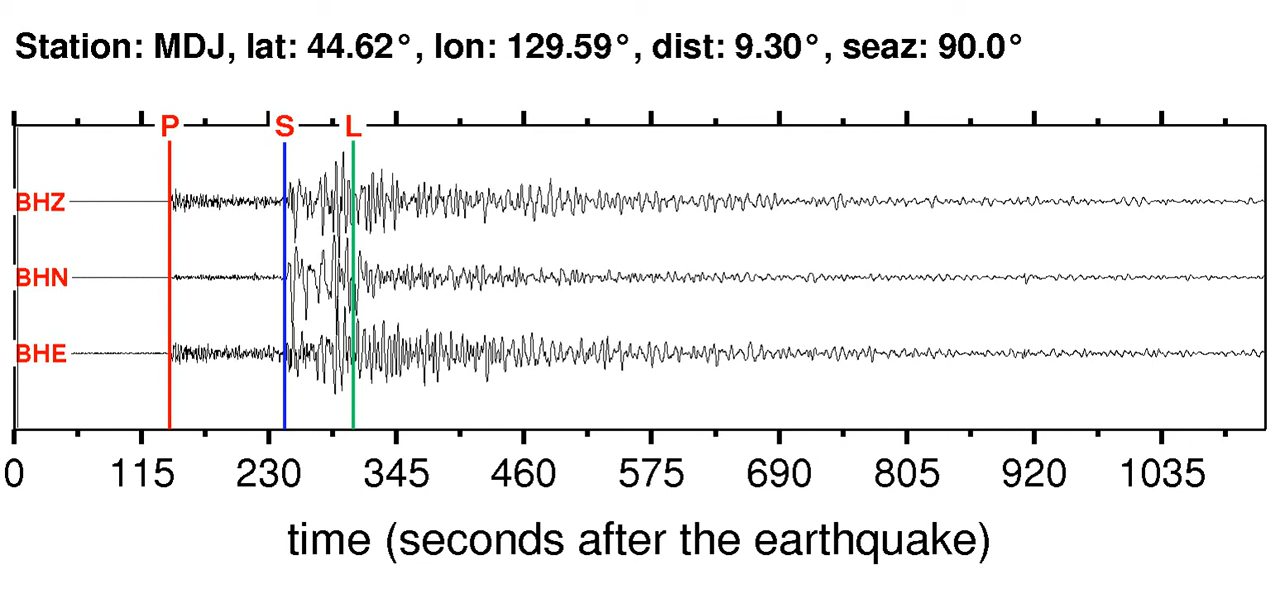 Station: MDJ, lat: 44.62°, lon: 129.59°, dist: 9.30°, seaz: 90.0°
P S L
BHZ
BHN
BHE
0 115 230 345 460 575 690 805 920 1035
time (seconds after the earthquake)